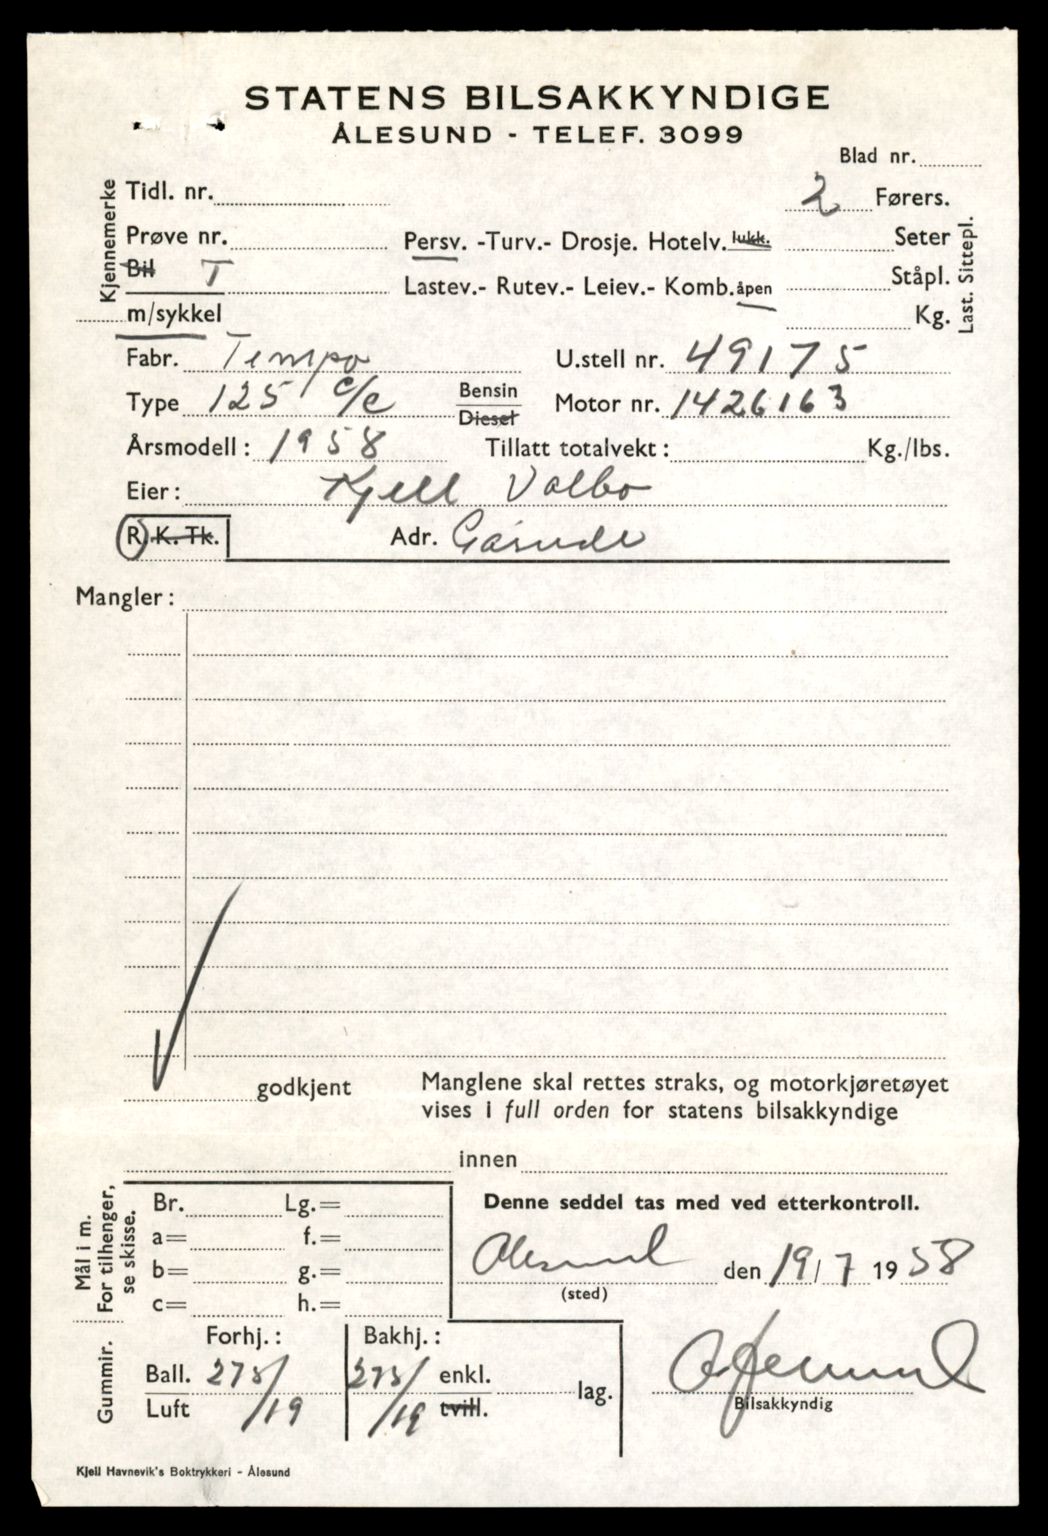 STATENS BILSAKKYNDIGE
ÅLESUND - TELEF. 3099
Blad nr.
Kjennemerke
Tidl. nr.
2 Førers.
Prøve nr.
Persv. -Turv.- Drosje. Hotelv. lukk.
Seter
Bil T
Lastev.- Rutev.- Leiev.- Komb. åpen
Ståpl.
Last. Sittepl.
m/sykkel
Kg.
Fabr. Tempo
U.stell nr. 49175
Type 125 c/c
Bensin
Diesel
Motor nr. 1426163
Årsmodell: 1958
Tillatt totalvekt: Kg./lbs.
Eier: Kjell Valbo
R. K. Tk.
Adr.
Mangler:
godkjent
Manglene skal rettes straks, og motorkjøretøyet
vises i full orden for statens bilsakkyndige
innen
Mål i m.
For tilhenger,
se skisse.
Br. Lg.=
a= f.=
b= g.=
c= h.=
Denne seddel tas med ved etterkontroll.
Ålesund den 19/7 1958
(sted)
Gummir.
Forhj.: Bakhj.:
Ball. 275/ 275/ enkl.
Luft /19 /19 tvill.
lag.
Bilsakkyndig
Kjell Havnevik's Boktrykkeri - Ålesund